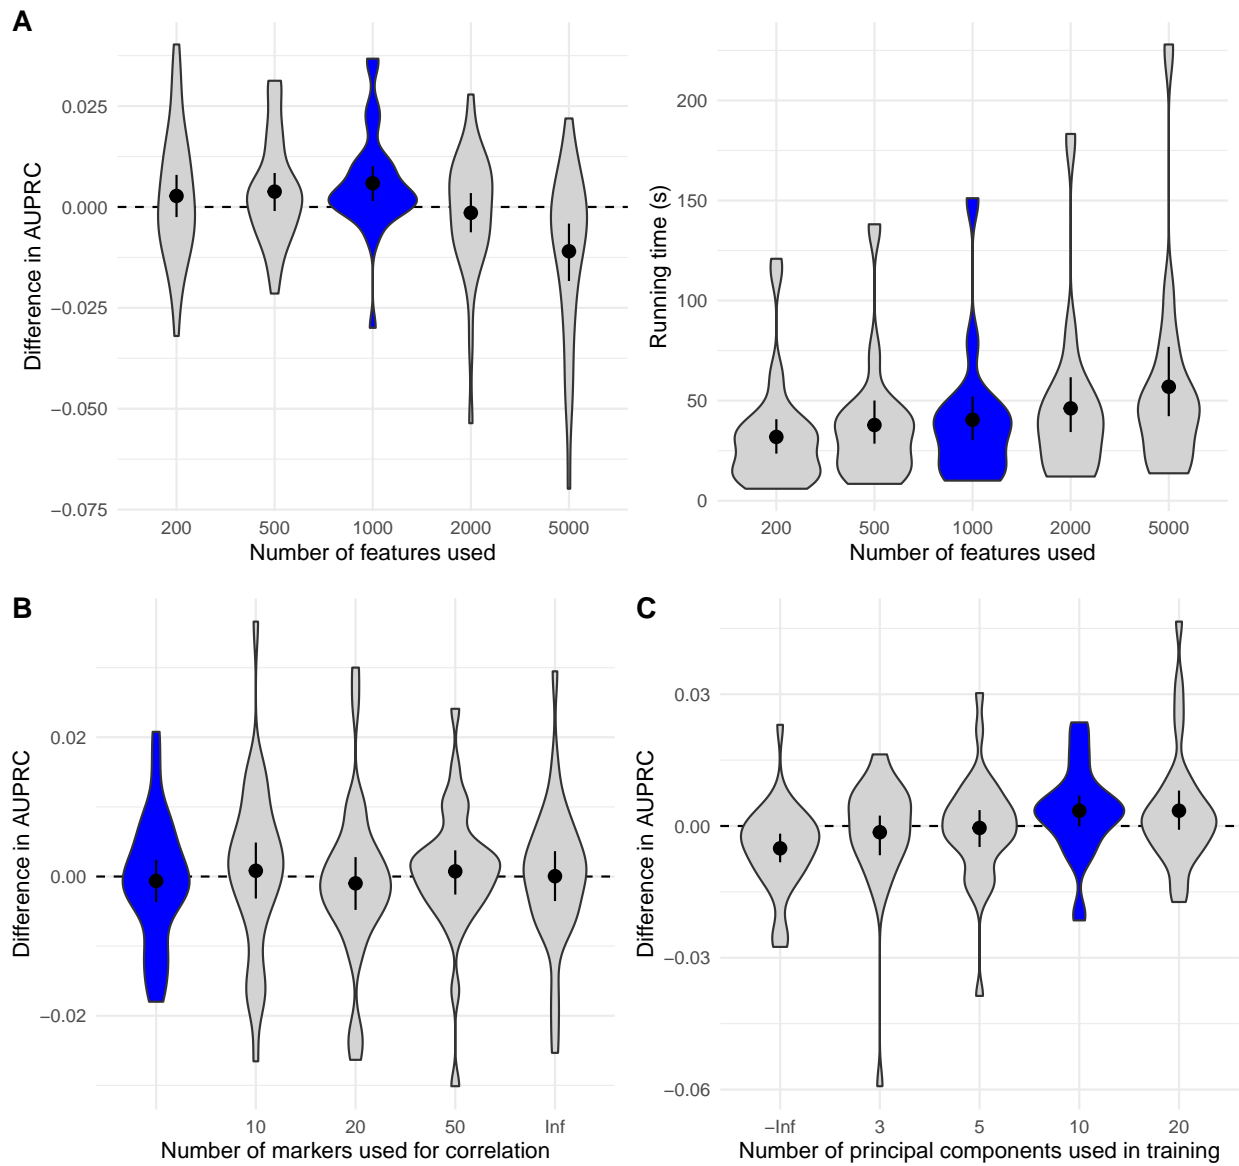 A
Difference in AUPRC
0.025
0.000
−0.025
−0.050
−0.075
200 500 1000 2000 5000
Number of features used
Running time (s)
200
150
100
50
0
200 500 1000 2000 5000
Number of features used
B
Difference in AUPRC
0.02
0.00
−0.02
10 20 50 Inf
Number of markers used for correlation
C
Difference in AUPRC
0.03
0.00
−0.03
−0.06
−Inf 3 5 10 20
Number of principal components used in training